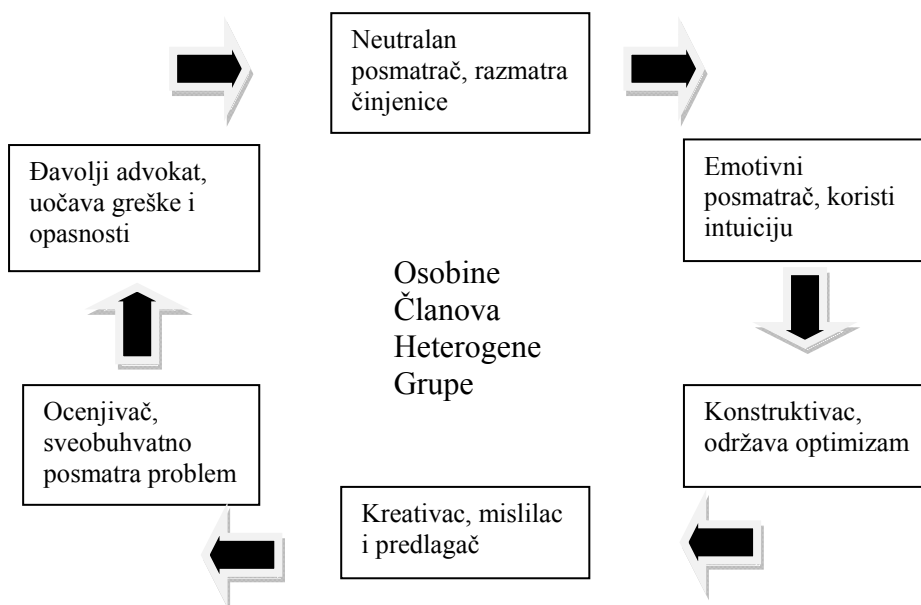 Neutralan
posmatrač, razmatra
činjenice
Đavolji advokat,
uočava greške i
opasnosti
Emotivni
posmatrač, koristi
intuiciju
Osobine
Članova
Heterogene
Grupe
Ocenjivač,
sveobuhvatno
posmatra problem
Konstruktivac,
održava optimizam
Kreativac, mislilac
i predlagač